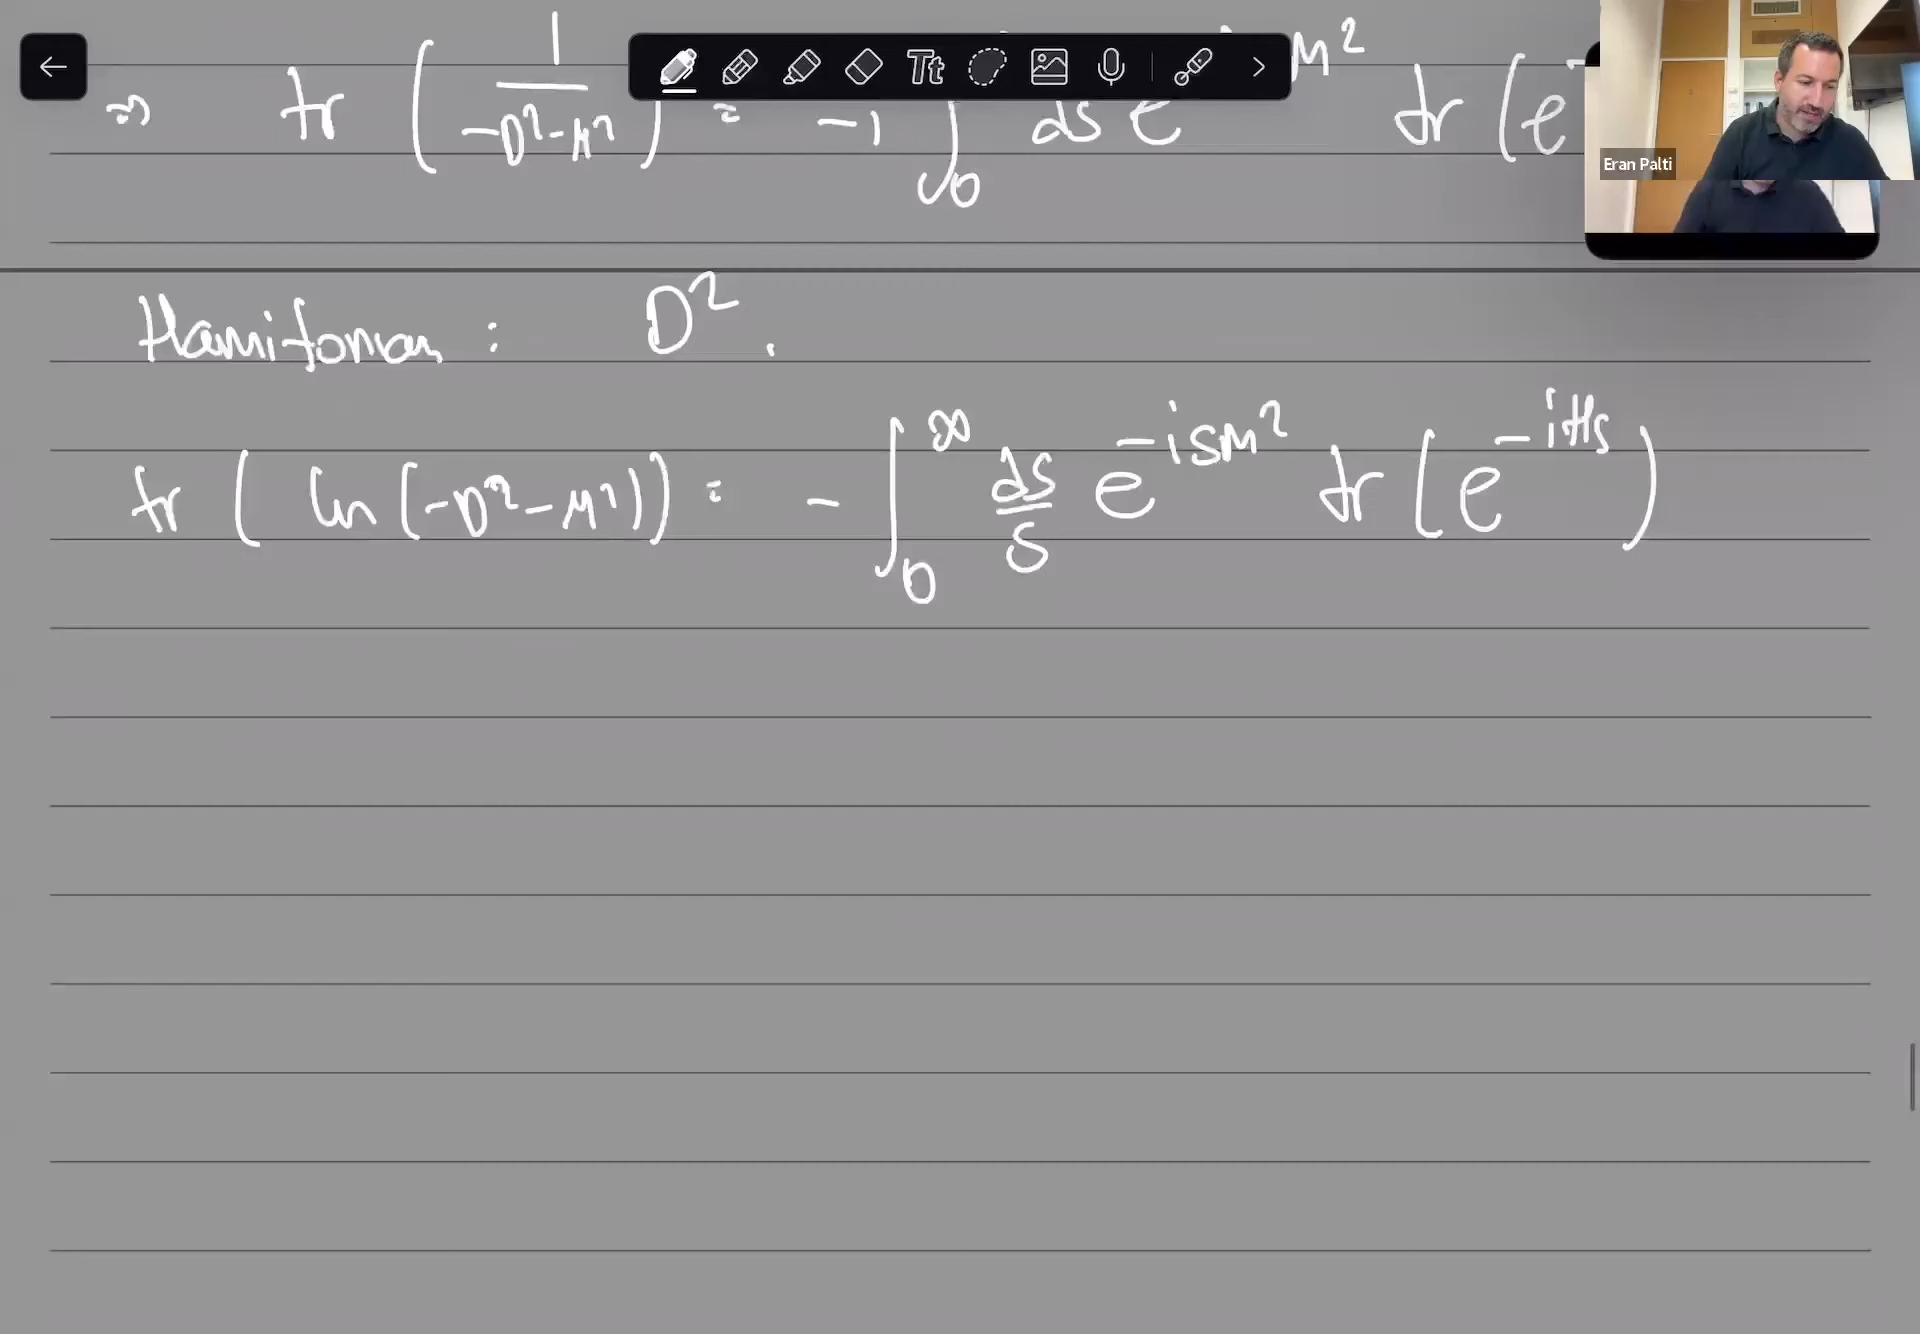 ⇒ tr ( 1 / -D²-M² ) = -i ∫₀ ds e M² tr (e⁻
Tt
Eran Palti
Hamiltonian : D² .
tr ( ln (-D²-M²)) = - ∫₀^∞ ds/s e^{-isM²} tr (e^{-iHs})